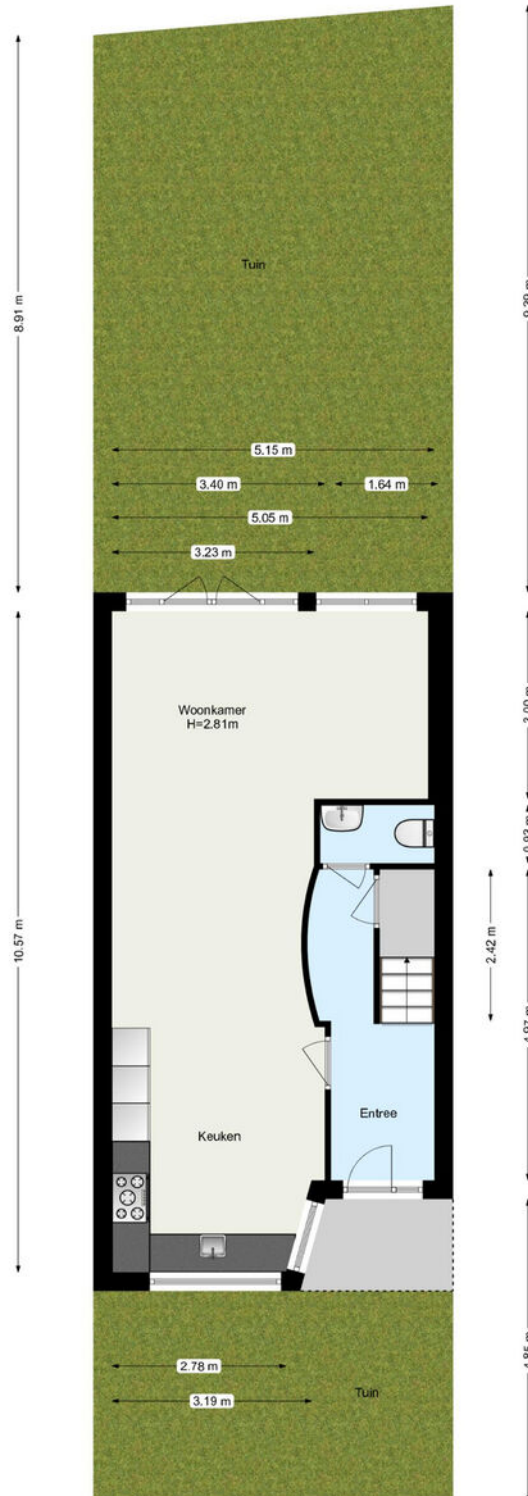 Tuin
8.91 m
5.15 m
3.40 m
1.64 m
5.05 m
3.23 m
Woonkamer
H=2.81m
10.57 m
2.42 m
Entree
Keuken
2.78 m
3.19 m
Tuin